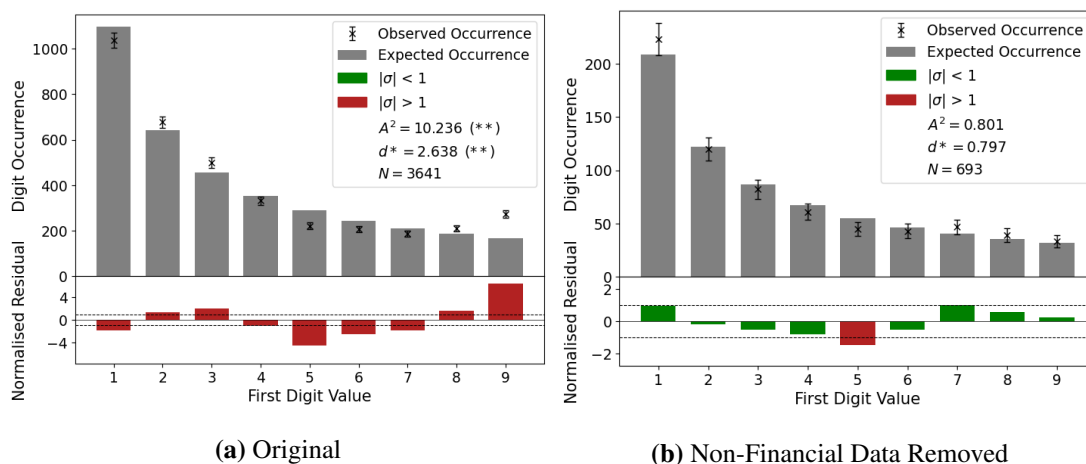 Digit Occurrence
1000
800
600
400
200
0
Observed Occurrence
Expected Occurrence
|σ| < 1
|σ| > 1
A² = 10.236 (**)
d* = 2.638 (**)
N = 3641
Normalised Residual
4
0
−4
1 2 3 4 5 6 7 8 9
First Digit Value
(a) Original
Digit Occurrence
200
150
100
50
0
Observed Occurrence
Expected Occurrence
|σ| < 1
|σ| > 1
A² = 0.801
d* = 0.797
N = 693
Normalised Residual
2
0
−2
1 2 3 4 5 6 7 8 9
First Digit Value
(b) Non-Financial Data Removed